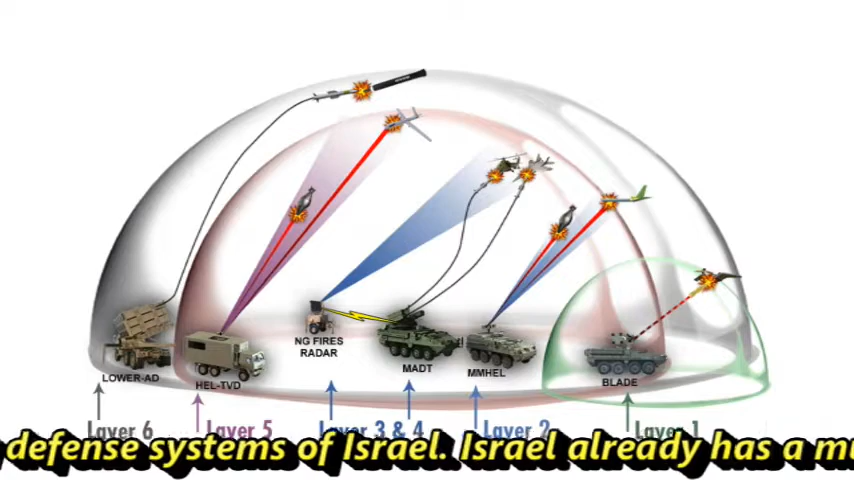 NG FIRES
RADAR
MADT
MMHEL
LOWER-AD
HEL-TVD
BLADE
Layer 6
Layer 5
Layer 3 & 4
Layer 2
Layer 1
defense systems of Israel. Israel already has a